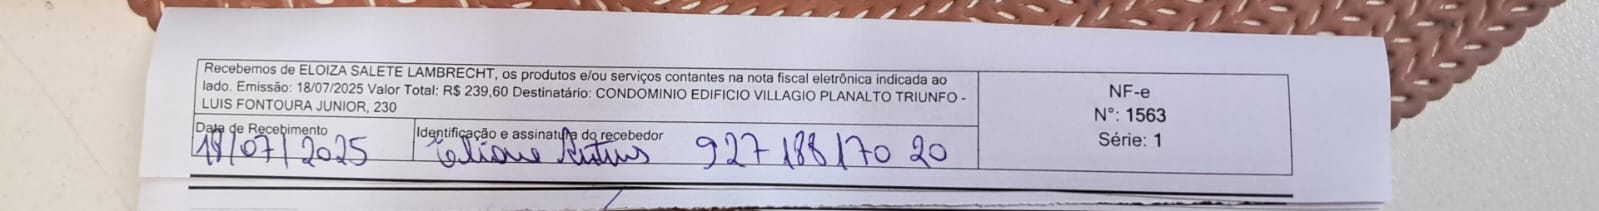 Recebemos de ELOIZA SALETE LAMBRECHT, os produtos e/ou serviços contantes na nota fiscal eletrônica indicada ao
lado. Emissão: 18/07/2025 Valor Total: R$ 239,60 Destinatário: CONDOMINIO EDIFICIO VILLAGIO PLANALTO TRIUNFO -
LUIS FONTOURA JUNIOR, 230
Data de Recebimento
18/07/2025
Identificação e assinatura do recebedor
927 188 170 20
NF-e
N°: 1563
Série: 1